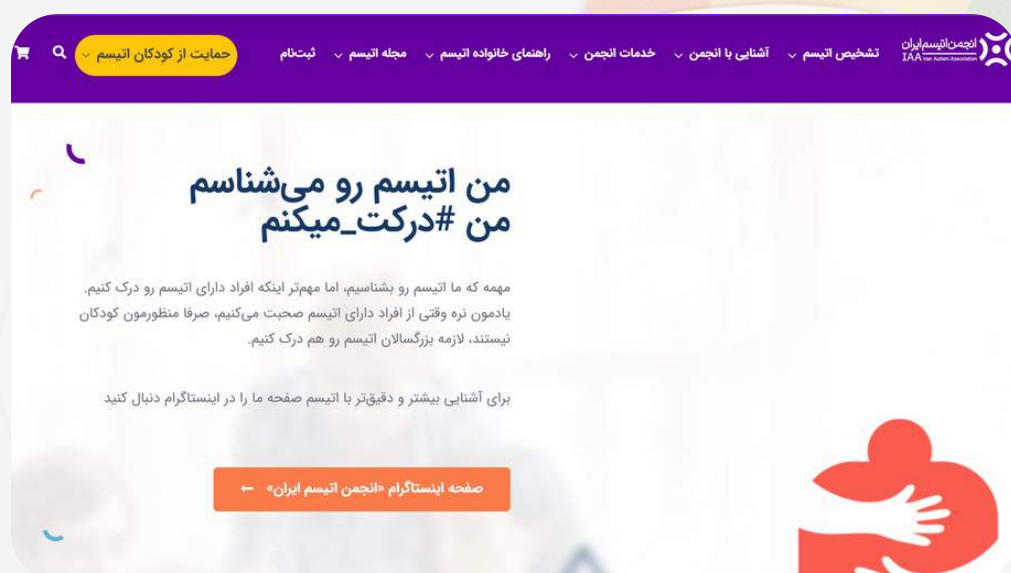 انجمن اتیسم ایران
IAA Iran Autism Association
تشخیص اتیسم
آشنایی با انجمن
خدمات انجمن
راهنمای خانواده اتیسم
مجله اتیسم
ثبت‌نام
حمایت از کودکان اتیسم
من اتیسم رو می‌شناسم
من #درکت_میکنم
مهمه که ما اتیسم رو بشناسیم، اما مهم‌تر اینکه افراد دارای اتیسم رو درک کنیم.
یادمون نره وقتی از افراد دارای اتیسم صحبت می‌کنیم، صرفا منظورمون کودکان
نیستند، لازمه بزرگسالان اتیسم رو هم درک کنیم.
برای آشنایی بیشتر و دقیق‌تر با اتیسم صفحه ما را در اینستاگرام دنبال کنید
صفحه اینستاگرام «انجمن اتیسم ایران» ←